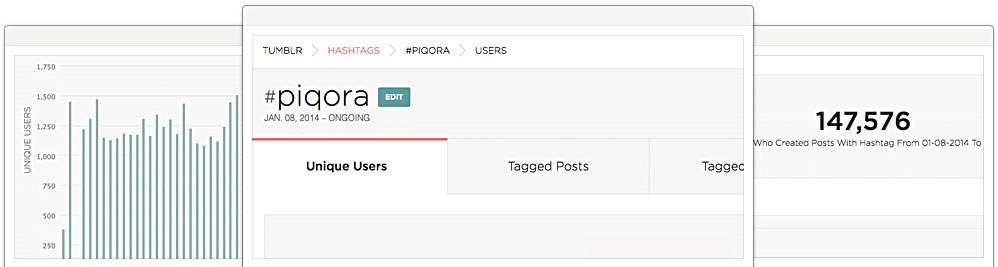 1,750
1,500
1,250
1,000
750
500
250
UNIQUE USERS
TUMBLR HASHTAGS #PIQORA USERS
#piqora EDIT
JAN. 08, 2014 – ONGOING
Unique Users Tagged Posts Tagged
147,576
Who Created Posts With Hashtag From 01-08-2014 To